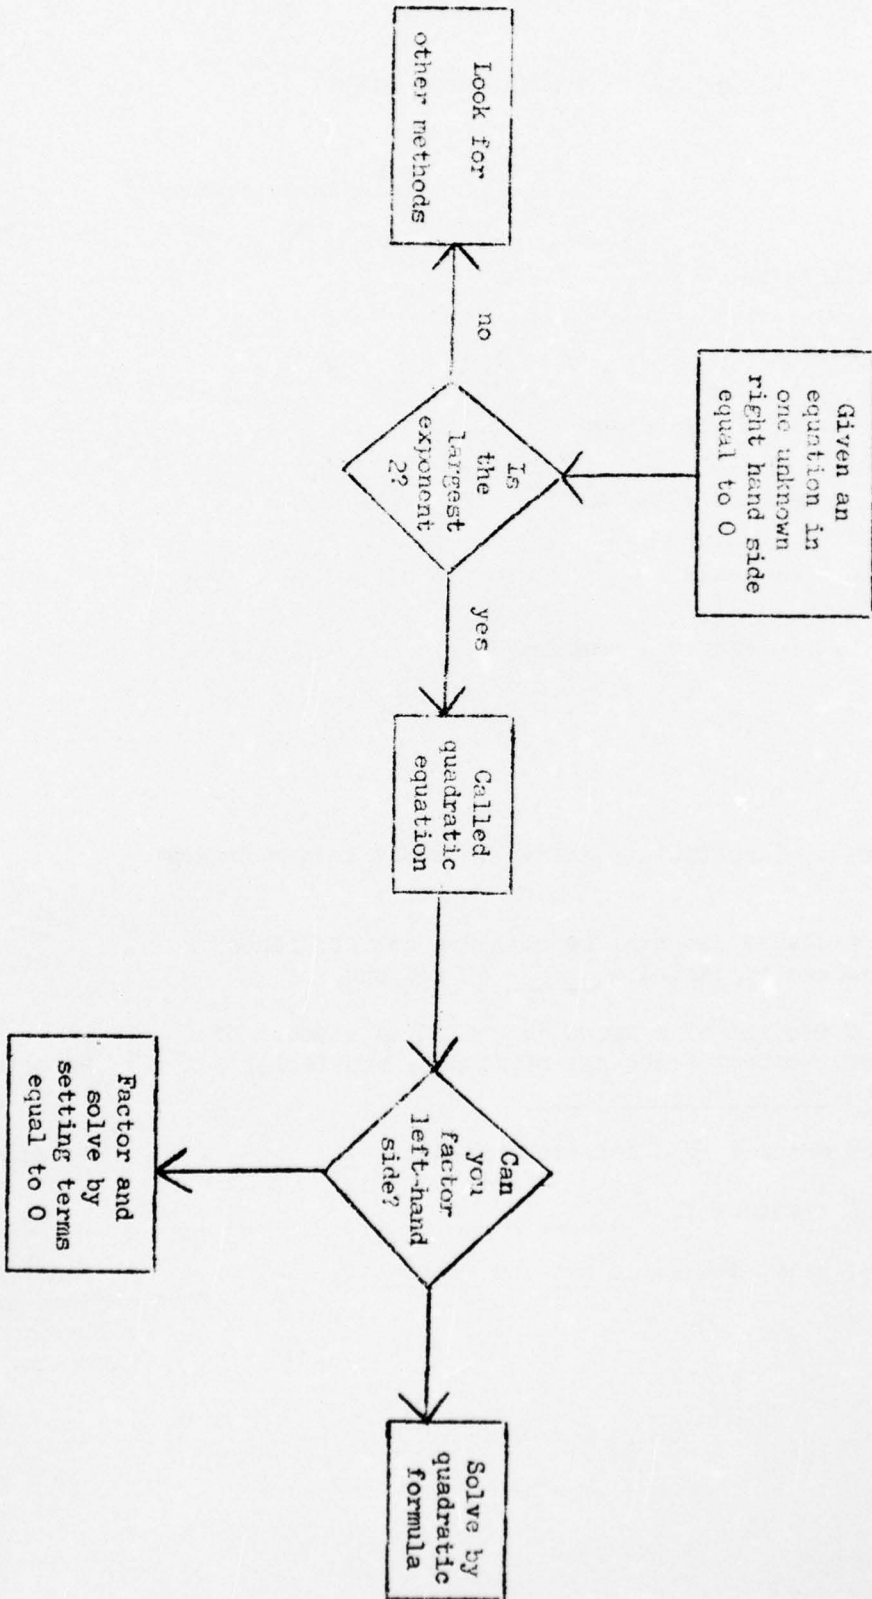 Given an
equation in
one unknown
right hand side
equal to 0
Is
the
largest
exponent
2?
no
Look for
other methods
yes
Called
quadratic
equation
Can
you
factor
left-hand
side?
Factor and
solve by
setting terms
equal to 0
Solve by
quadratic
formula